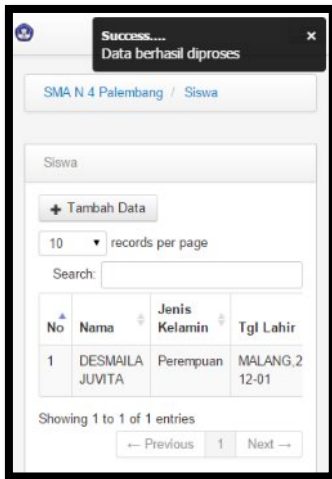 Success.... ×
Data berhasil diproses
SMA N 4 Palembang / Siswa
Siswa
+ Tambah Data
10 records per page
Search:
No Nama Jenis Kelamin Tgl Lahir
1 DESMAILA Perempuan MALANG,2
JUVITA 12-01
Showing 1 to 1 of 1 entries
← Previous 1 Next →